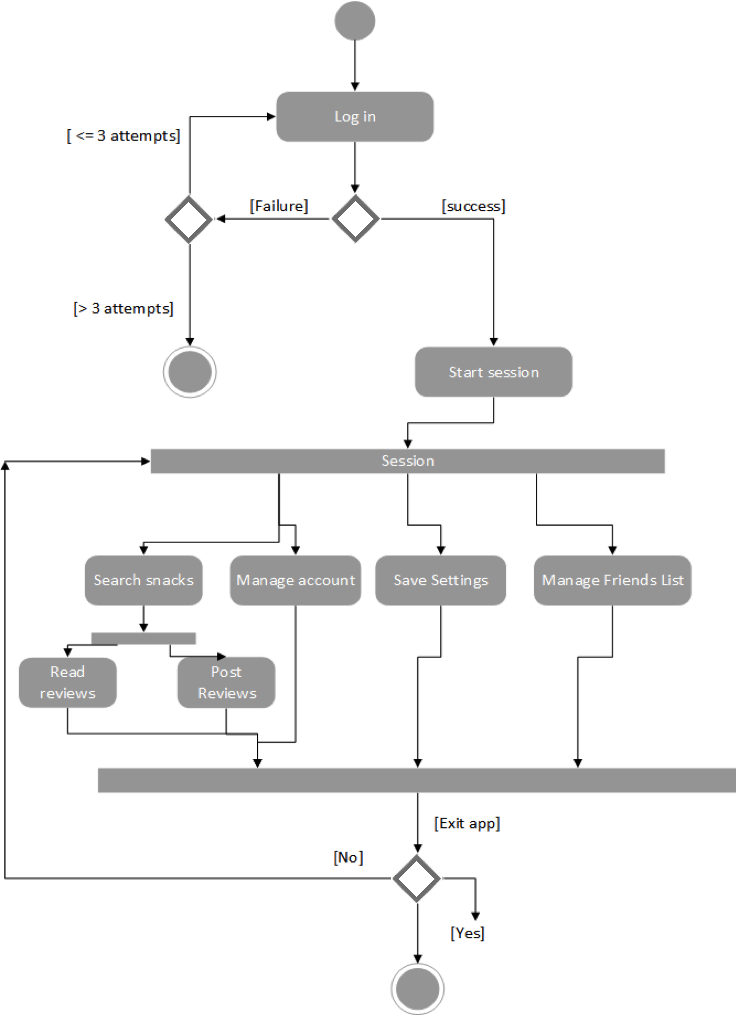 Log in
[ <= 3 attempts]
[Failure]
[success]
[> 3 attempts]
Start session
Session
Search snacks
Manage account
Save Settings
Manage Friends List
Read
reviews
Post
Reviews
[Exit app]
[No]
[Yes]